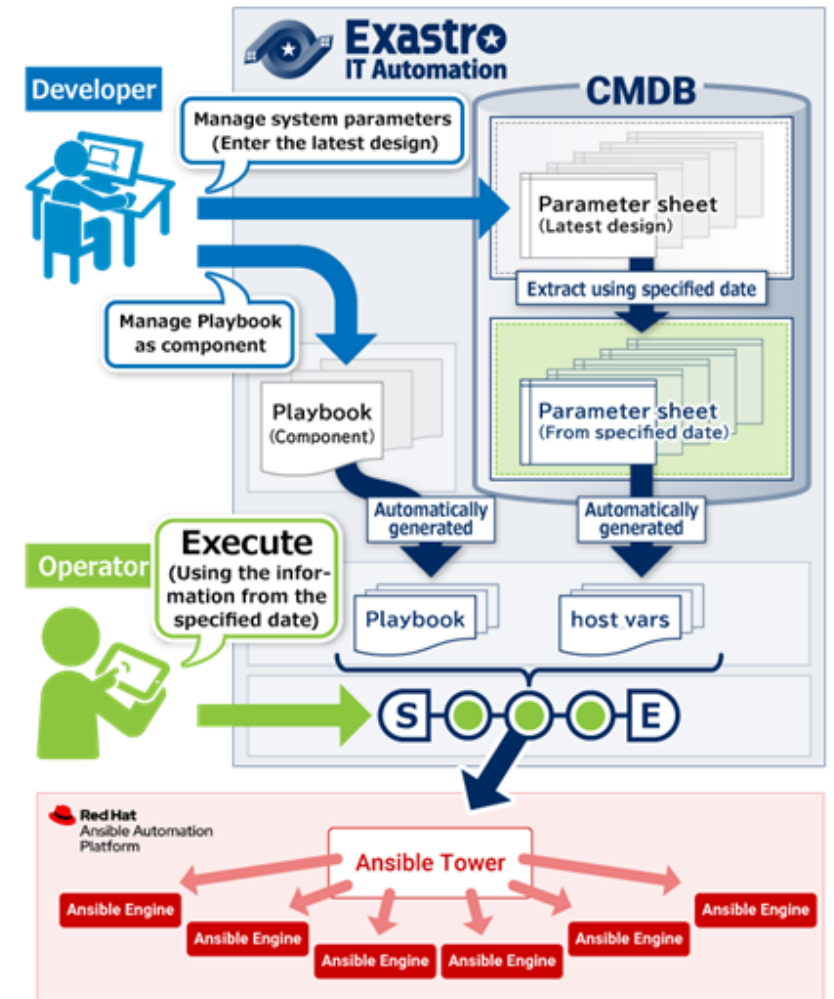 Exastro
IT Automation
Developer
CMDB
Manage system parameters
(Enter the latest design)
Parameter sheet
(Latest design)
Extract using specified date
Manage Playbook
as component
Playbook
(Component)
Parameter sheet
(From specified date)
Automatically
generated
Automatically
generated
Operator
Execute
(Using the infor-
mation from the
specified date)
Playbook
host vars
S
E
Red Hat
Ansible Automation
Platform
Ansible Tower
Ansible Engine
Ansible Engine
Ansible Engine
Ansible Engine
Ansible Engine
Ansible Engine